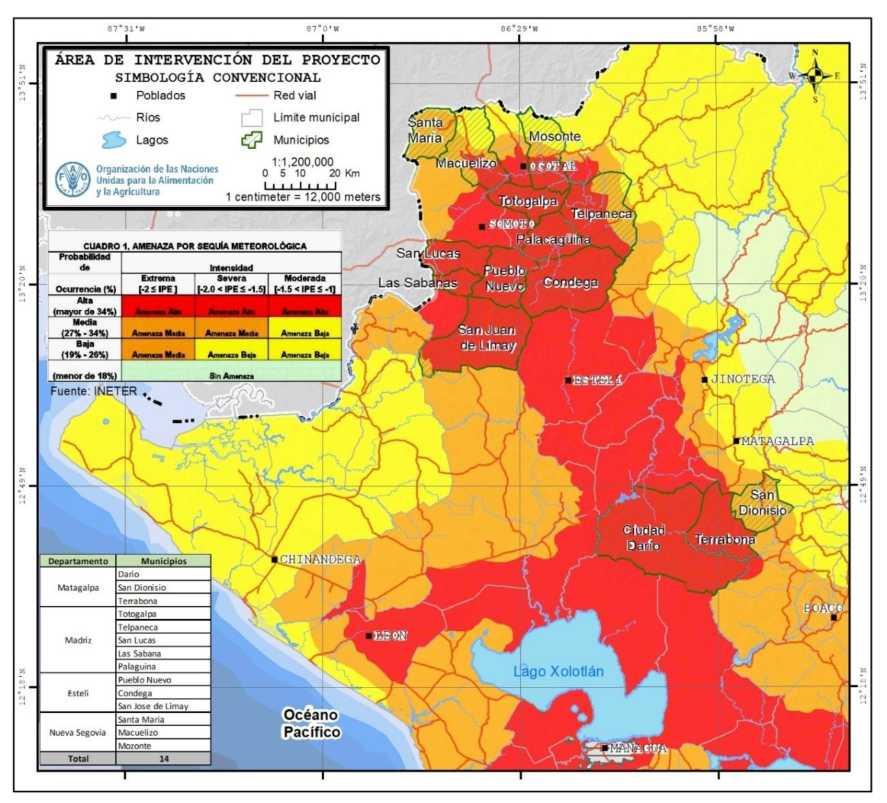 87°31'W 87°0'W 86°29'W 85°58'W
ÁREA DE INTERVENCIÓN DEL PROYECTO
SIMBOLOGÍA CONVENCIONAL
Poblados Red vial
Ríos Límite municipal
Lagos Municipios
Organización de las Naciones
Unidas para la Alimentación
y la Agricultura
1:1,200,000
0 5 10 20 Km
1 centimeter = 12,000 meters
N
W E
S
13°51'N 13°51'N
Santa
María
Mosonte
Macuelizo
OCOTAL
Totogalpa
Telpaneca
SOMOTO
Palacagüina
San Lucas
Las Sabanas
Pueblo
Nuevo
Condega
San Juan
de Limay
13°20'N 13°20'N
CUADRO 1. AMENAZA POR SEQUÍA METEOROLÓGICA
Probabilidad
de
Ocurrencia (%)
Intensidad
Extrema Severa Moderada
[-2 ≤ IPE ] [-2.0 < IPE ≤ -1.5] [-1.5 < IPE ≤ -1]
Alta
(mayor de 34%) Amenaza Alta Amenaza Alta Amenaza Alta
Media
(27% - 34%) Amenaza Media Amenaza Media Amenaza Baja
Baja
(19% - 26%) Amenaza Media Amenaza Baja Amenaza Baja
(menor de 18%) Sin Amenaza
Fuente: INETER
ESTELÍ
JINOTEGA
MATAGALPA
12°49'N 12°49'N
San
Dionisio
Ciudad
Darío
Terrabona
CHINANDEGA
BOACO
LEON
Lago Xolotlán
12°18'N
MANAGUA
Océano
Pacífico
Departamento Municipios
Matagalpa
Dario
San Dionisio
Terrabona
Madriz
Totogalpa
Telpaneca
San Lucas
Las Sabana
Palaguina
Esteli
Pueblo Nuevo
Condega
San Jose de Limay
Nueva Segovia
Santa Maria
Macuelizo
Mozonte
Total 14